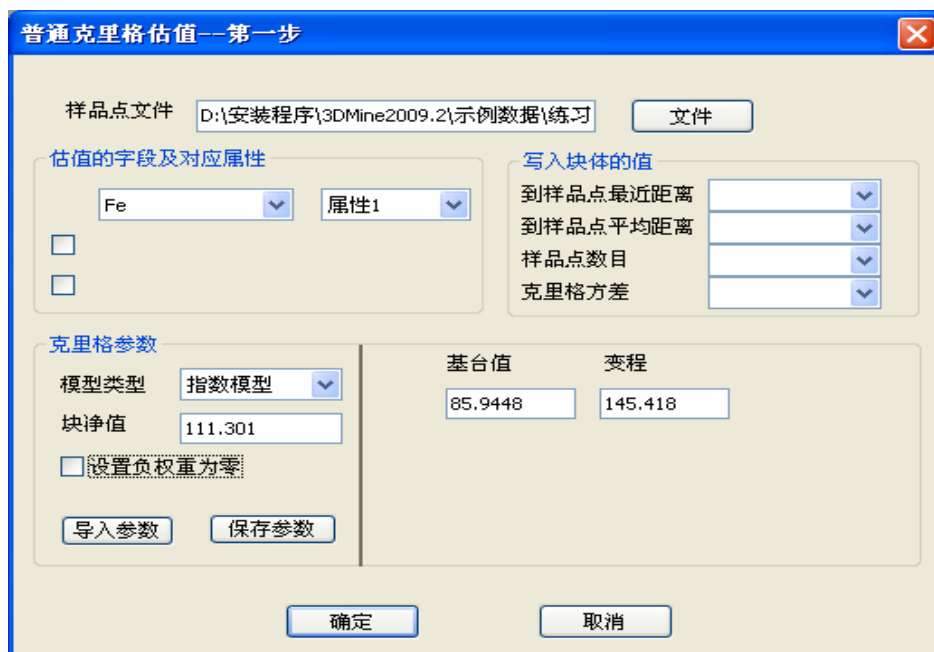 普通克里格估值--第一步
样品点文件 D:\安装程序\3DMine2009.2\示例数据\练习 文件
估值的字段及对应属性
Fe 属性1
写入块体的值
到样品点最近距离
到样品点平均距离
样品点数目
克里格方差
克里格参数
模型类型 指数模型
块净值 111.301
设置负权重为零
导入参数 保存参数
基台值 变程
85.9448 145.418
确定 取消